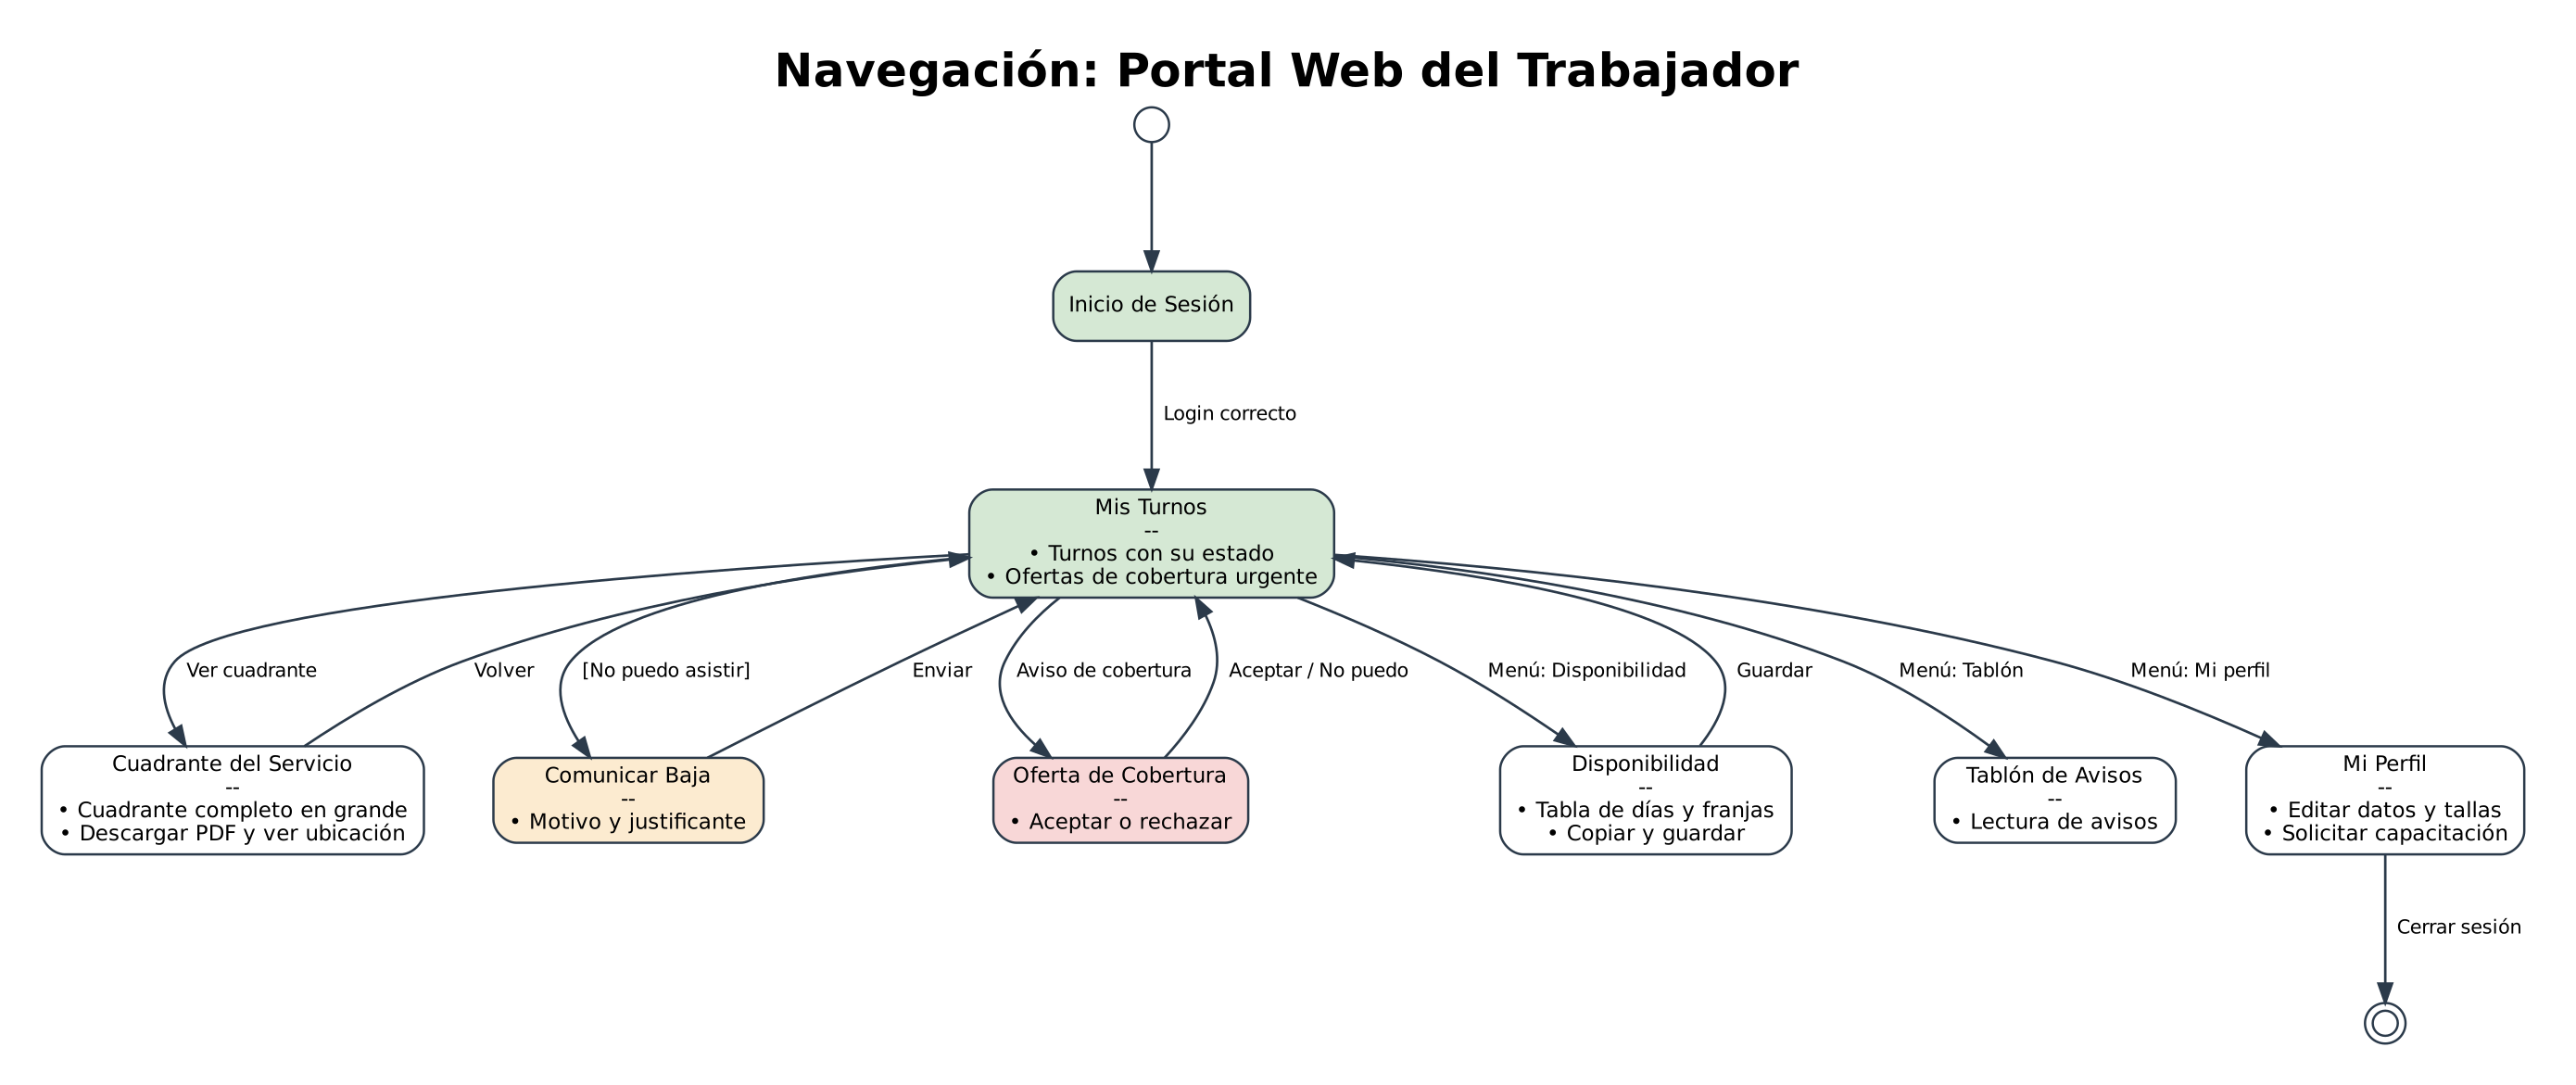 Navegación: Portal Web del Trabajador
Inicio de Sesión
Login correcto
Mis Turnos
--
• Turnos con su estado
• Ofertas de cobertura urgente
Ver cuadrante
Volver
[No puedo asistir]
Enviar
Aviso de cobertura
Aceptar / No puedo
Menú: Disponibilidad
Guardar
Menú: Tablón
Menú: Mi perfil
Cuadrante del Servicio
--
• Cuadrante completo en grande
• Descargar PDF y ver ubicación
Comunicar Baja
--
• Motivo y justificante
Oferta de Cobertura
--
• Aceptar o rechazar
Disponibilidad
--
• Tabla de días y franjas
• Copiar y guardar
Tablón de Avisos
--
• Lectura de avisos
Mi Perfil
--
• Editar datos y tallas
• Solicitar capacitación
Cerrar sesión